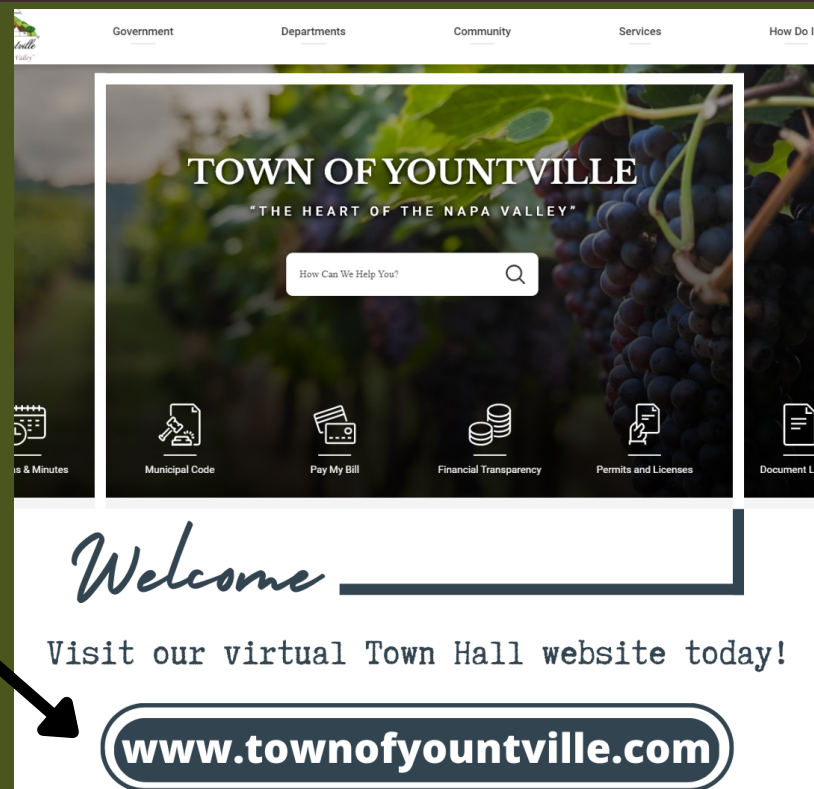 Government Departments Community Services How Do I
TOWN OF YOUNTVILLE
"THE HEART OF THE NAPA VALLEY"
How Can We Help You?
& Minutes Municipal Code Pay My Bill Financial Transparency Permits and Licenses Document
Welcome
Visit our virtual Town Hall website today!
www.townofyountville.com